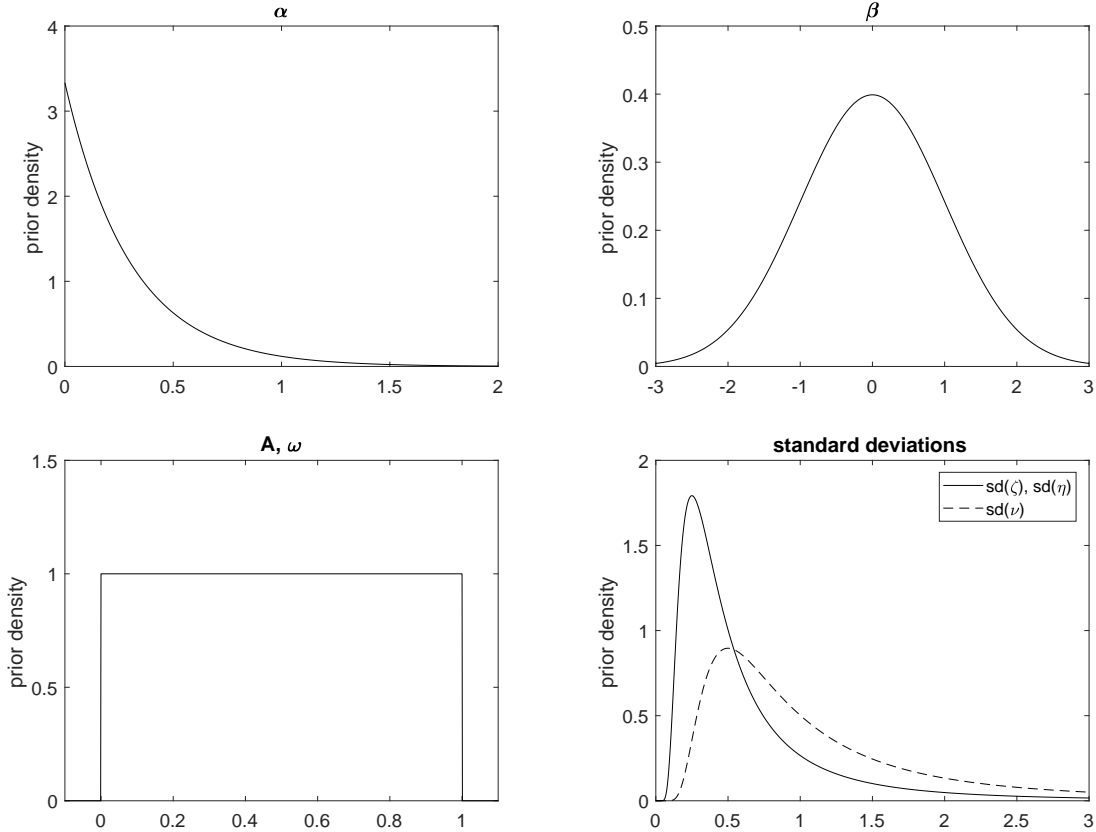 α
prior density
4
3
2
1
0
0 0.5 1 1.5 2
β
prior density
0.5
0.4
0.3
0.2
0.1
0
-3 -2 -1 0 1 2 3
A, ω
prior density
1.5
1
0.5
0
0 0.2 0.4 0.6 0.8 1
standard deviations
prior density
2
1.5
1
0.5
0
0 0.5 1 1.5 2 2.5 3
sd(ζ), sd(η)
sd(ν)